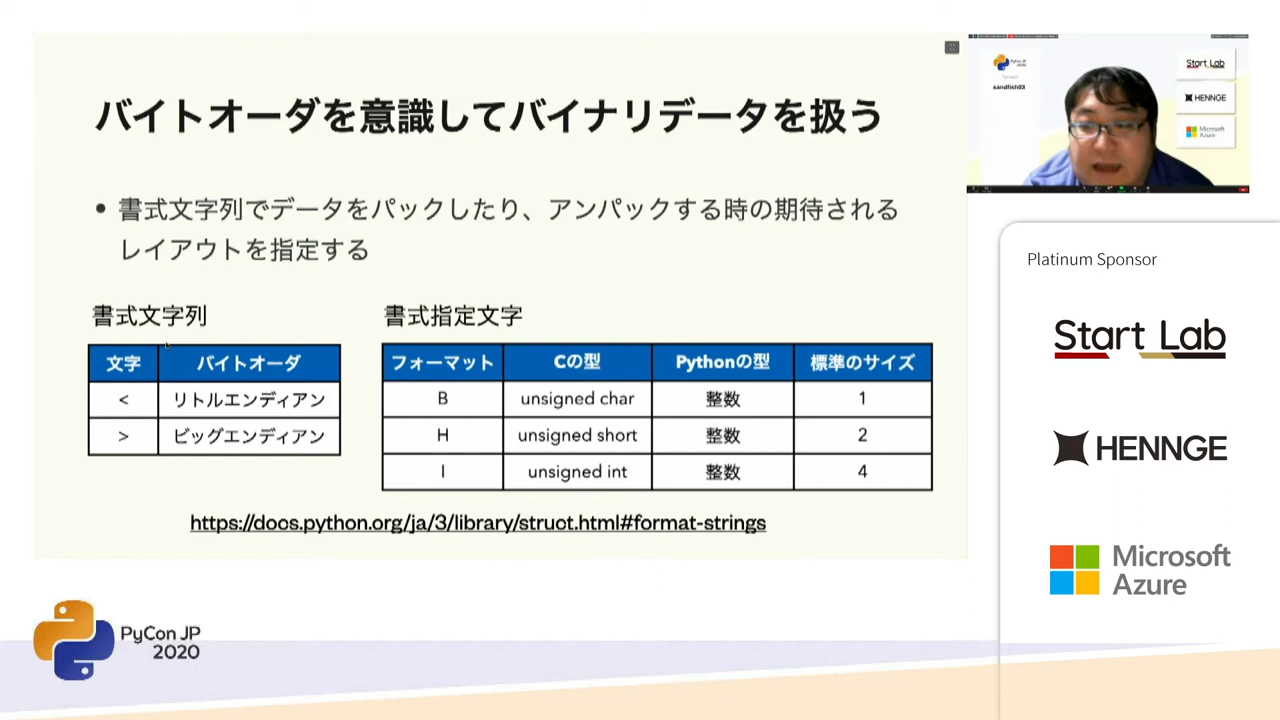 バイトオーダを意識してバイナリデータを扱う
• 書式文字列でデータをパックしたり、アンパックする時の期待される
レイアウトを指定する
書式文字列
文字 バイトオーダ
< リトルエンディアン
> ビッグエンディアン
書式指定文字
フォーマット Cの型 Pythonの型 標準のサイズ
B unsigned char 整数 1
H unsigned short 整数 2
I unsigned int 整数 4
https://docs.python.org/ja/3/library/struct.html#format-strings
PyCon JP
2020
sandfish03
Start Lab
HENNGE
Microsoft
Azure
Platinum Sponsor
Start Lab
HENNGE
Microsoft
Azure
PyCon JP
2020